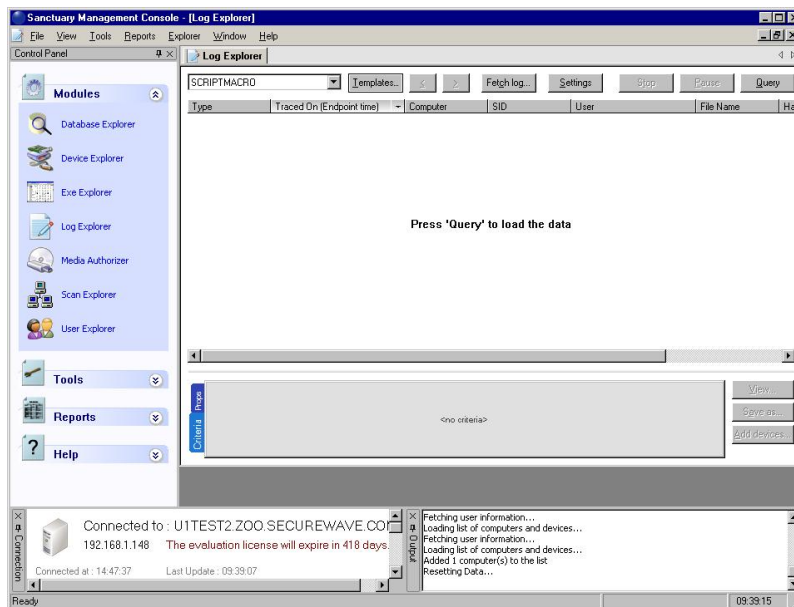 Sanctuary Management Console - [Log Explorer]
File View Tools Reports Explorer Window Help
Control Panel
Log Explorer
Modules
Database Explorer
Device Explorer
Exe Explorer
Log Explorer
Media Authorizer
Scan Explorer
User Explorer
Tools
Reports
Help
SCRIPTMACRO Templates... < > Fetch log... Settings Stop Pause Query
Type Traced On (Endpoint time) Computer SID User File Name Ha
Press 'Query' to load the data
Props
Criteria
<no criteria>
View...
Save as...
Add devices...
Connection
Connected to : U1TEST2.ZOO.SECUREWAVE.COM
192.168.1.148 The evaluation license will expire in 418 days.
Connected at : 14:47:37 Last Update : 09:39:07
Output
Fetching user information...
Loading list of computers and devices...
Fetching user information...
Loading list of computers and devices...
Added 1 computer(s) to the list
Resetting Data...
Ready 09:39:15